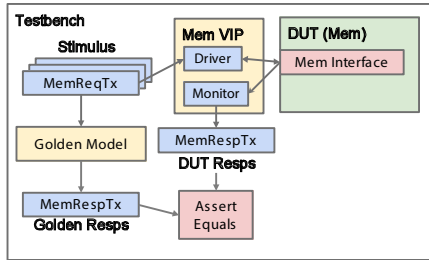 Testbench
Stimulus
MemReqTx
Golden Model
MemRespTx
Golden Resps
Mem VIP
Driver
Monitor
MemRespTx
DUT Resps
Assert
Equals
DUT (Mem)
Mem Interface